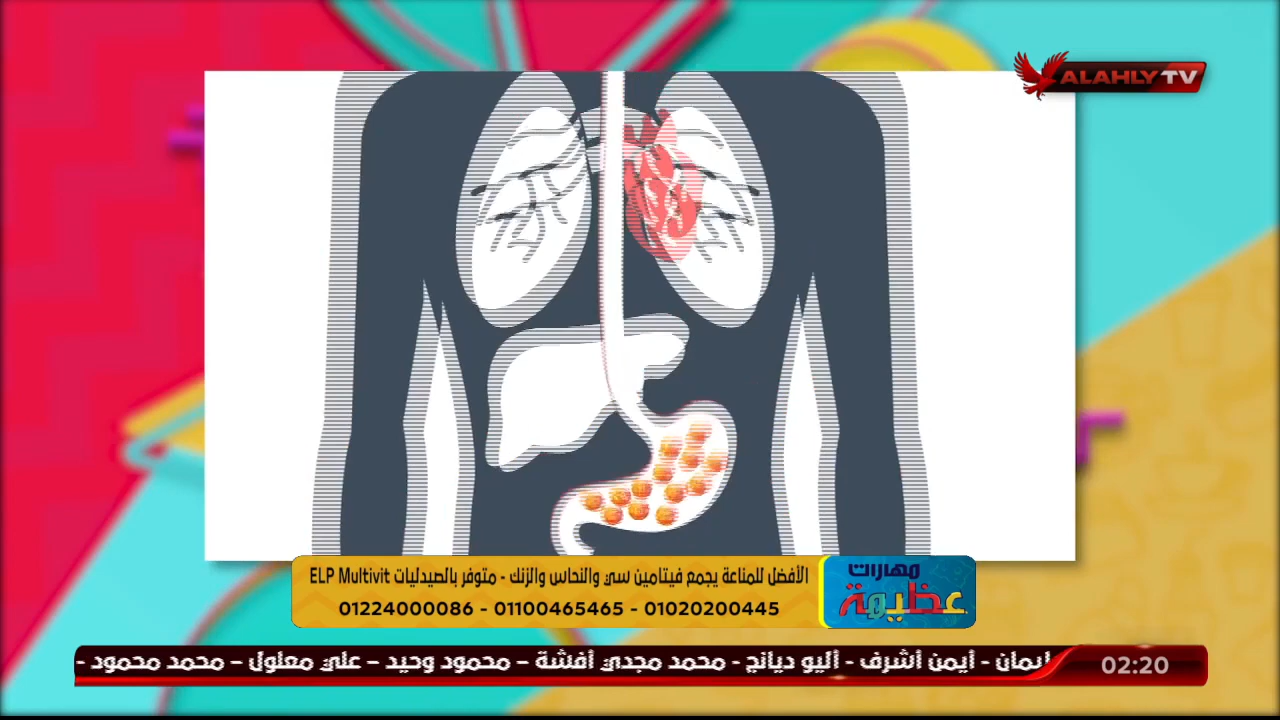 ALAHLY TV
الأفضل للمناعة يجمع فيتامين سي والنحاس والزنك - متوفر بالصيدليات ELP Multivit
01224000086 - 01100465465 - 01020200445
مهارات
عظيمة
إيمان - أيمن أشرف - أليو ديانج - محمد مجدي أفشة – محمود وحيد – علي معلول – محمد محمود -
02:20